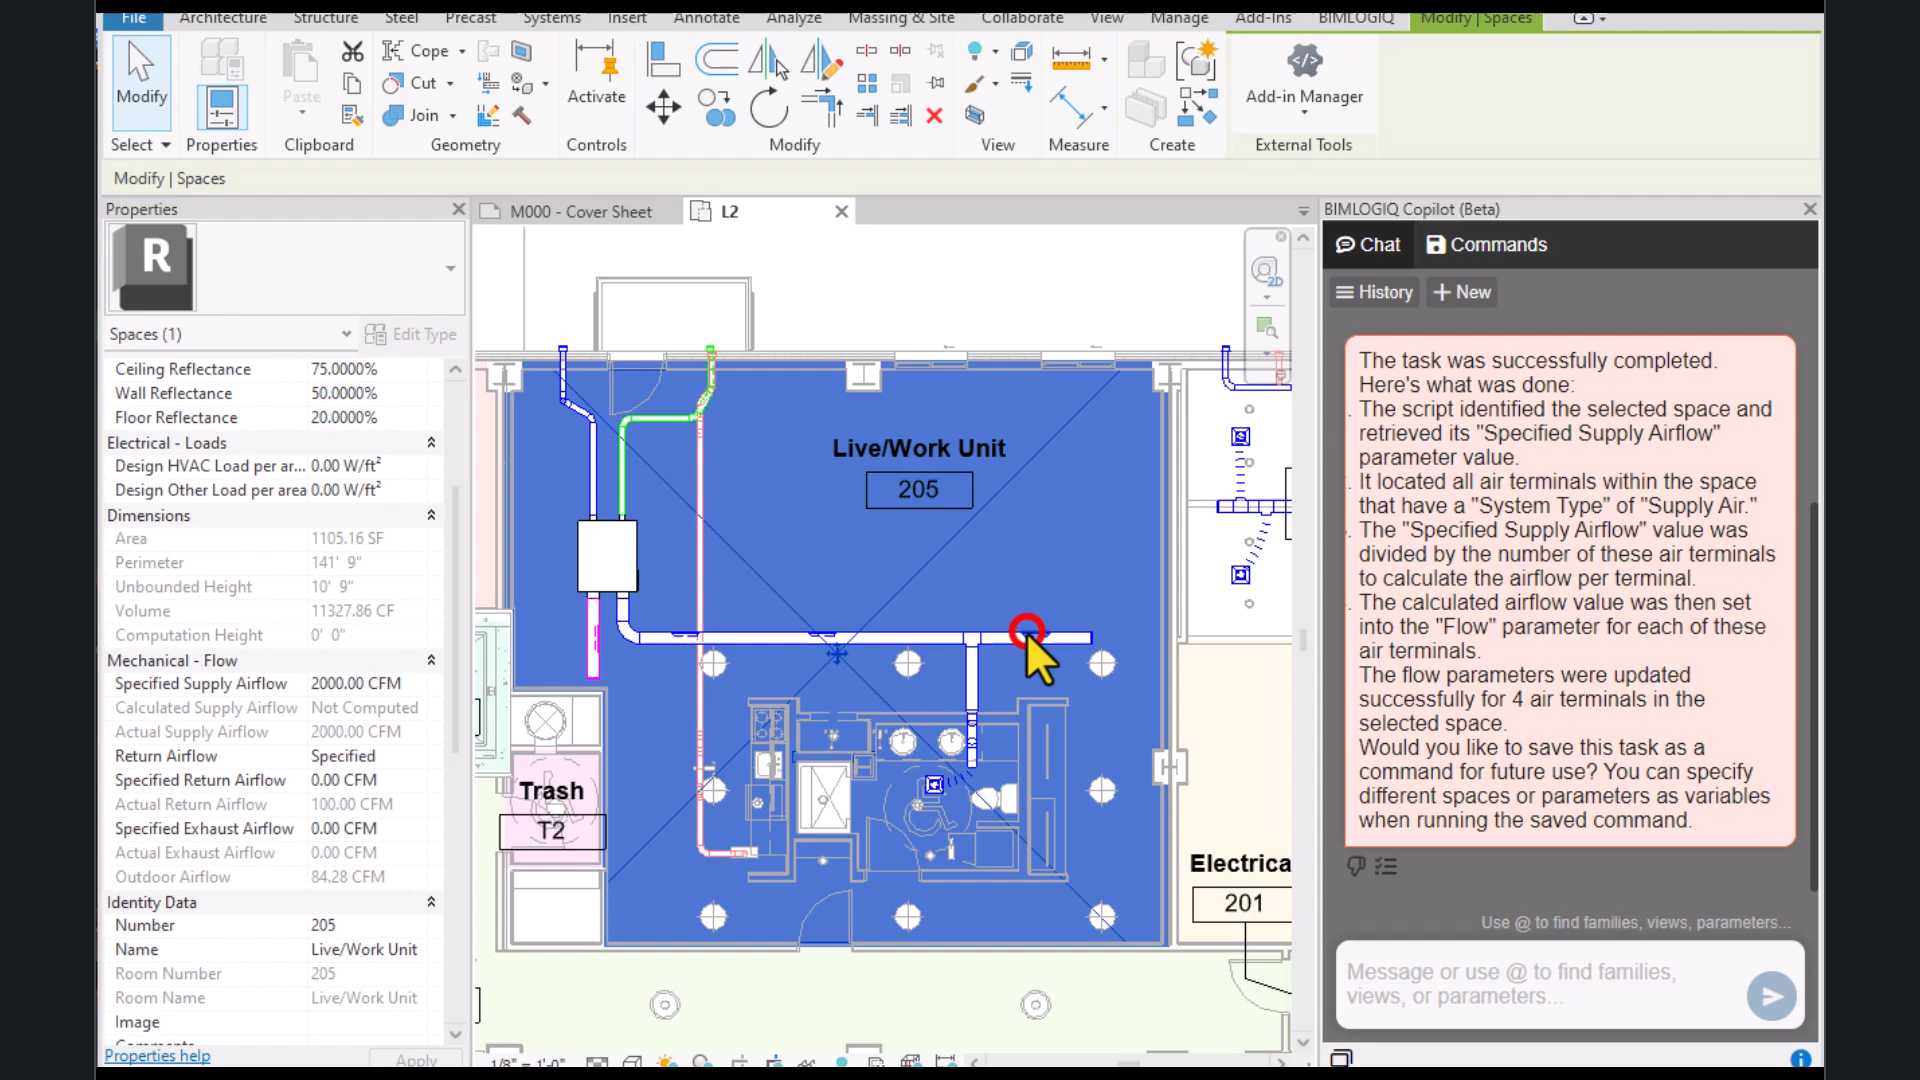 File
Architecture
Structure
Steel
Precast
Systems
Insert
Annotate
Analyze
Massing & Site
Collaborate
View
Manage
Add-Ins
BIMLOGIQ
Modify | Spaces
Modify
Paste
Cope
Cut
Join
Activate
Add-in Manager
Select
Properties
Clipboard
Geometry
Controls
Modify
View
Measure
Create
External Tools
Modify | Spaces
Properties
R
Spaces (1)
Edit Type
Ceiling Reflectance 75.0000%
Wall Reflectance 50.0000%
Floor Reflectance 20.0000%
Electrical - Loads
Design HVAC Load per ar... 0.00 W/ft²
Design Other Load per area 0.00 W/ft²
Dimensions
Area 1105.16 SF
Perimeter 141' 9"
Unbounded Height 10' 9"
Volume 11327.86 CF
Computation Height 0' 0"
Mechanical - Flow
Specified Supply Airflow 2000.00 CFM
Calculated Supply Airflow Not Computed
Actual Supply Airflow 2000.00 CFM
Return Airflow Specified
Specified Return Airflow 0.00 CFM
Actual Return Airflow 100.00 CFM
Specified Exhaust Airflow 0.00 CFM
Actual Exhaust Airflow 0.00 CFM
Outdoor Airflow 84.28 CFM
Identity Data
Number 205
Name Live/Work Unit
Room Number 205
Room Name Live/Work Unit
Image
Properties help
Apply
M000 - Cover Sheet
L2
2D
Live/Work Unit
205
Trash
T2
Electrica
201
1/8" = 1'-0"
BIMLOGIQ Copilot (Beta)
Chat
Commands
History
New
The task was successfully completed.
Here's what was done:
. The script identified the selected space and
retrieved its "Specified Supply Airflow"
parameter value.
. It located all air terminals within the space
that have a "System Type" of "Supply Air."
. The "Specified Supply Airflow" value was
divided by the number of these air terminals
to calculate the airflow per terminal.
. The calculated airflow value was then set
into the "Flow" parameter for each of these
air terminals.
The flow parameters were updated
successfully for 4 air terminals in the
selected space.
Would you like to save this task as a
command for future use? You can specify
different spaces or parameters as variables
when running the saved command.
Use @ to find families, views, parameters...
Message or use @ to find families,
views, or parameters...